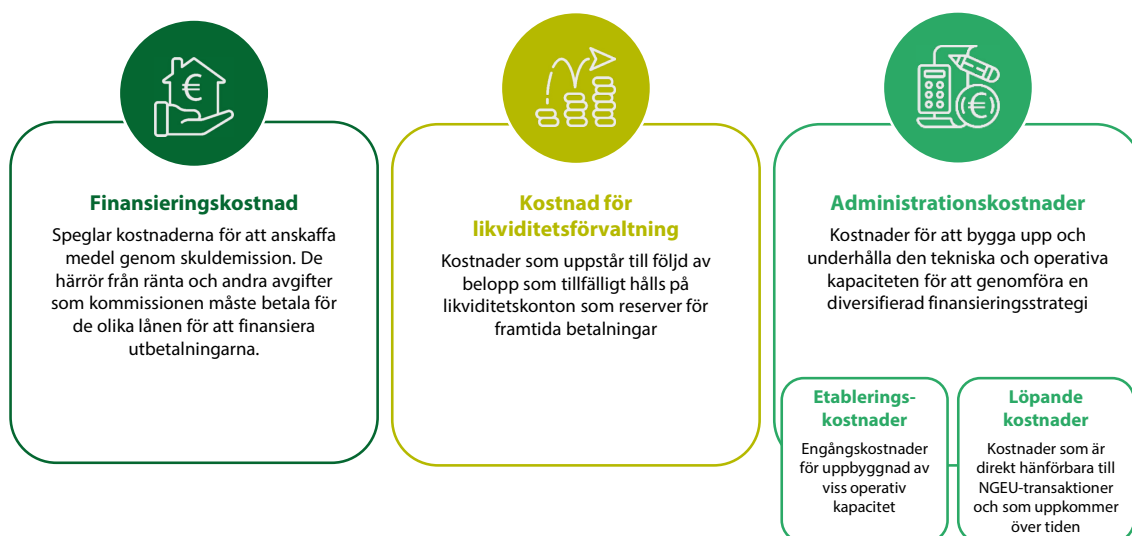 Finansieringskostnad
Speglar kostnaderna för att anskaffa
medel genom skuldemission. De
härrör från ränta och andra avgifter
som kommissionen måste betala för
de olika lånen för att finansiera
utbetalningarna.
Kostnad för
likviditetsförvaltning
Kostnader som uppstår till följd av
belopp som tillfälligt hålls på
likviditetskonton som reserver för
framtida betalningar
Administrationskostnader
Kostnader för att bygga upp och
underhålla den tekniska och operativa
kapaciteten för att genomföra en
diversifierad finansieringsstrategi
Etablerings-
kostnader
Engångskostnader
för uppbyggnad av
viss operativ
kapacitet
Löpande
kostnader
Kostnader som är
direkt hänförbara till
NGEU-transaktioner
och som uppkommer
över tiden